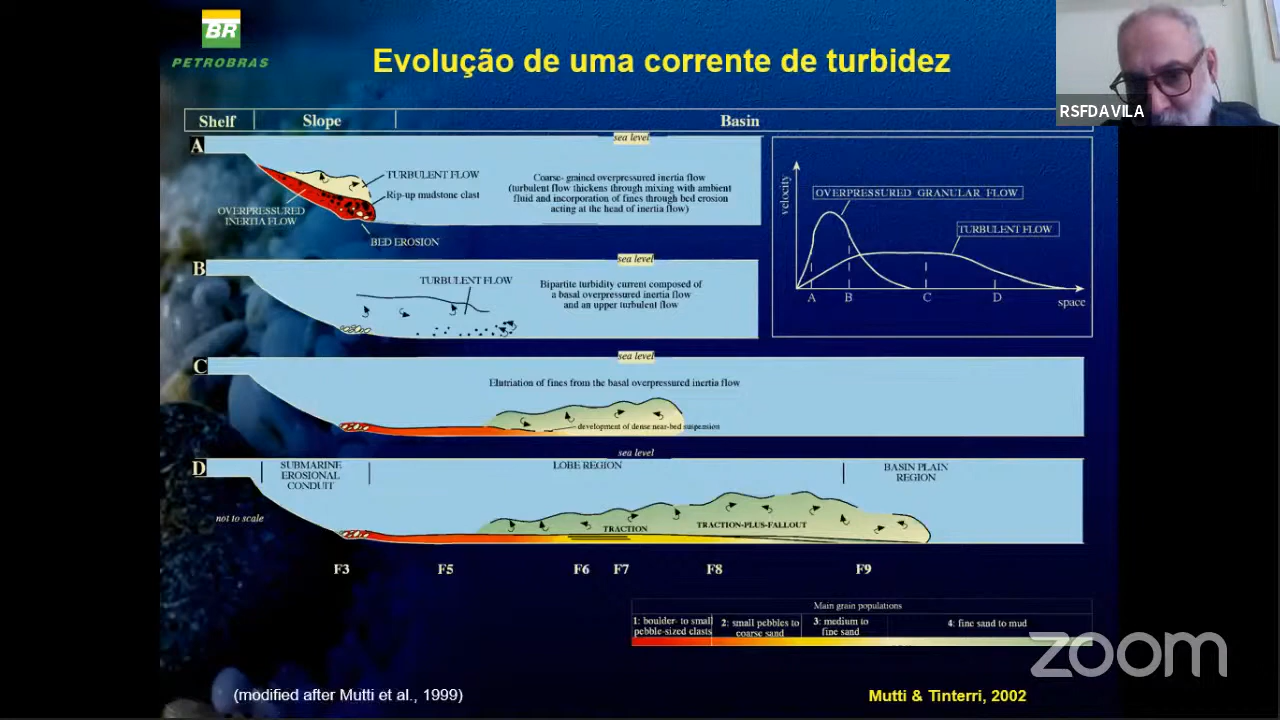 BR
PETROBRAS
Evolução de uma corrente de turbidez
RSFDAVILA
Shelf
Slope
Basin
A
sea level
TURBULENT FLOW
Rip-up mudstone clast
OVERPRESSURED
INERTIA FLOW
BED EROSION
Coarse- grained overpressured inertia flow
(turbulent flow thickens through mixing with ambient
fluid and incorporation of fines through bed erosion
acting at the head of inertia flow)
velocity
OVERPRESSURED GRANULAR FLOW
TURBULENT FLOW
A
B
C
D
space
B
sea level
TURBULENT FLOW
Bipartite turbidity current composed of
a basal overpressured inertia flow
and an upper turbulent flow
C
sea level
Elutriation of fines from the basal overpressured inertia flow
development of dense near-bed suspension
D
sea level
SUBMARINE
EROSIONAL
CONDUIT
LOBE REGION
BASIN PLAIN
REGION
not to scale
TRACTION
TRACTION-PLUS-FALLOUT
F3
F5
F6
F7
F8
F9
Main grain populations
1: boulder- to small
pebble-sized clasts
2: small pebbles to
coarse sand
3: medium to
fine sand
4: fine sand to mud
zoom
(modified after Mutti et al., 1999)
Mutti & Tinterri, 2002